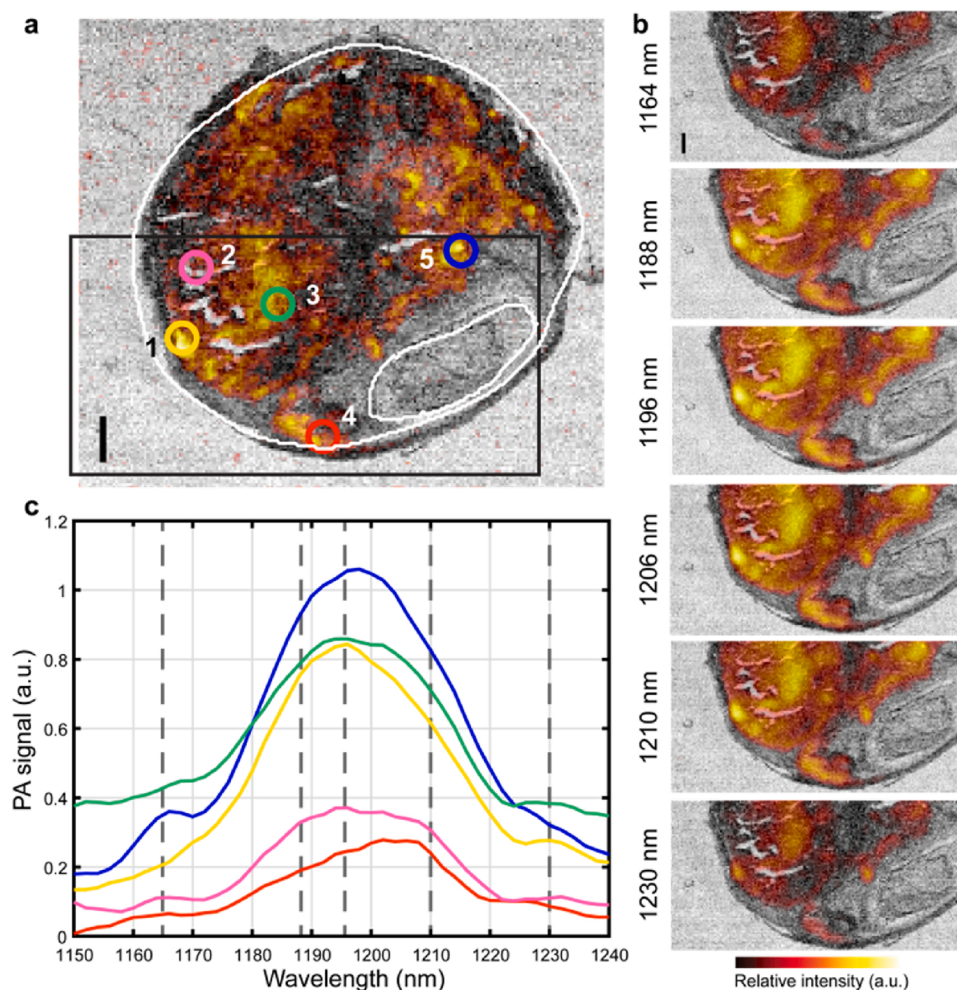 a
1
2
3
4
5
b
1164 nm
1188 nm
1196 nm
1206 nm
1210 nm
1230 nm
Relative intensity (a.u.)
c
PA signal (a.u.)
1.2
1
0.8
0.6
0.4
0.2
0
1150 1160 1170 1180 1190 1200 1210 1220 1230 1240
Wavelength (nm)